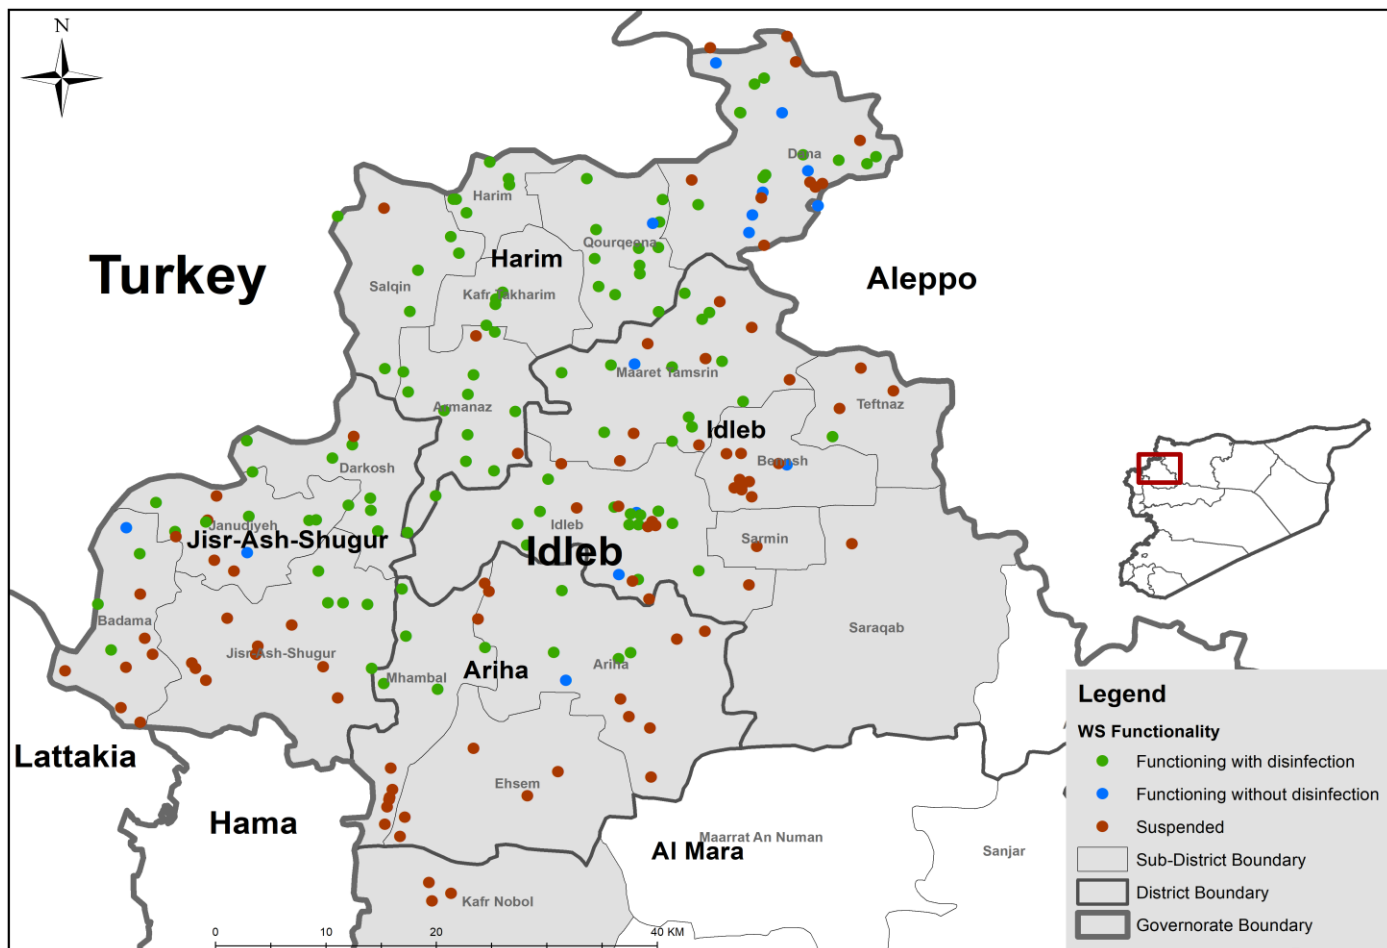 N
Dana
Harim
Qourqeena
Harim
Turkey
Aleppo
Salqin
Kafr Takharim
Maaret Tamsrin
Teftnaz
Armanaz
Idleb
Bennsh
Darkosh
Janudiyeh
Idleb
Jisr-Ash-Shugur
Sarmin
Idleb
Badama
Saraqab
Jisr-Ash-Shugur
Ariha
Ariha
Mhambal
Lattakia
Ehsem
Hama
Maarrat An Numan
Al Mara
Sanjar
Kafr Nobol
0 10 20 40 KM
Legend
WS Functionality
Functioning with disinfection
Functioning without disinfection
Suspended
Sub-District Boundary
District Boundary
Governorate Boundary